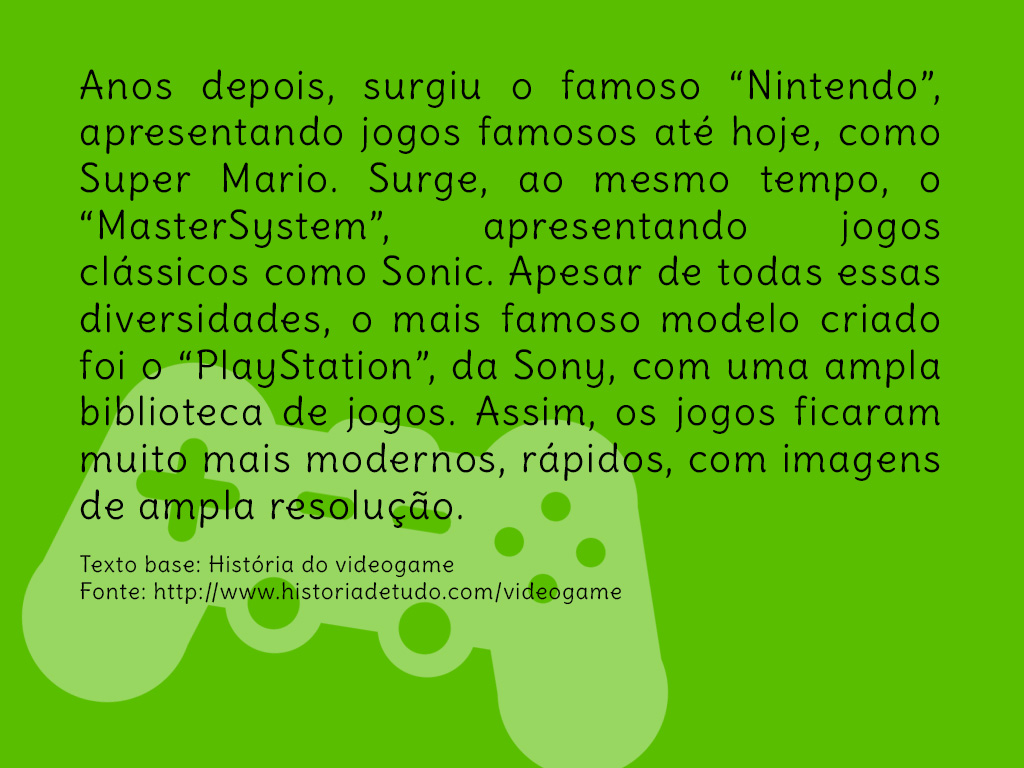 Anos depois, surgiu o famoso “Nintendo”,
apresentando jogos famosos até hoje, como
Super Mario. Surge, ao mesmo tempo, o
“MasterSystem”, apresentando jogos
clássicos como Sonic. Apesar de todas essas
diversidades, o mais famoso modelo criado
foi o “PlayStation”, da Sony, com uma ampla
biblioteca de jogos. Assim, os jogos ficaram
muito mais modernos, rápidos, com imagens
de ampla resolução.
Texto base: História do videogame
Fonte: http://www.historiadetudo.com/videogame